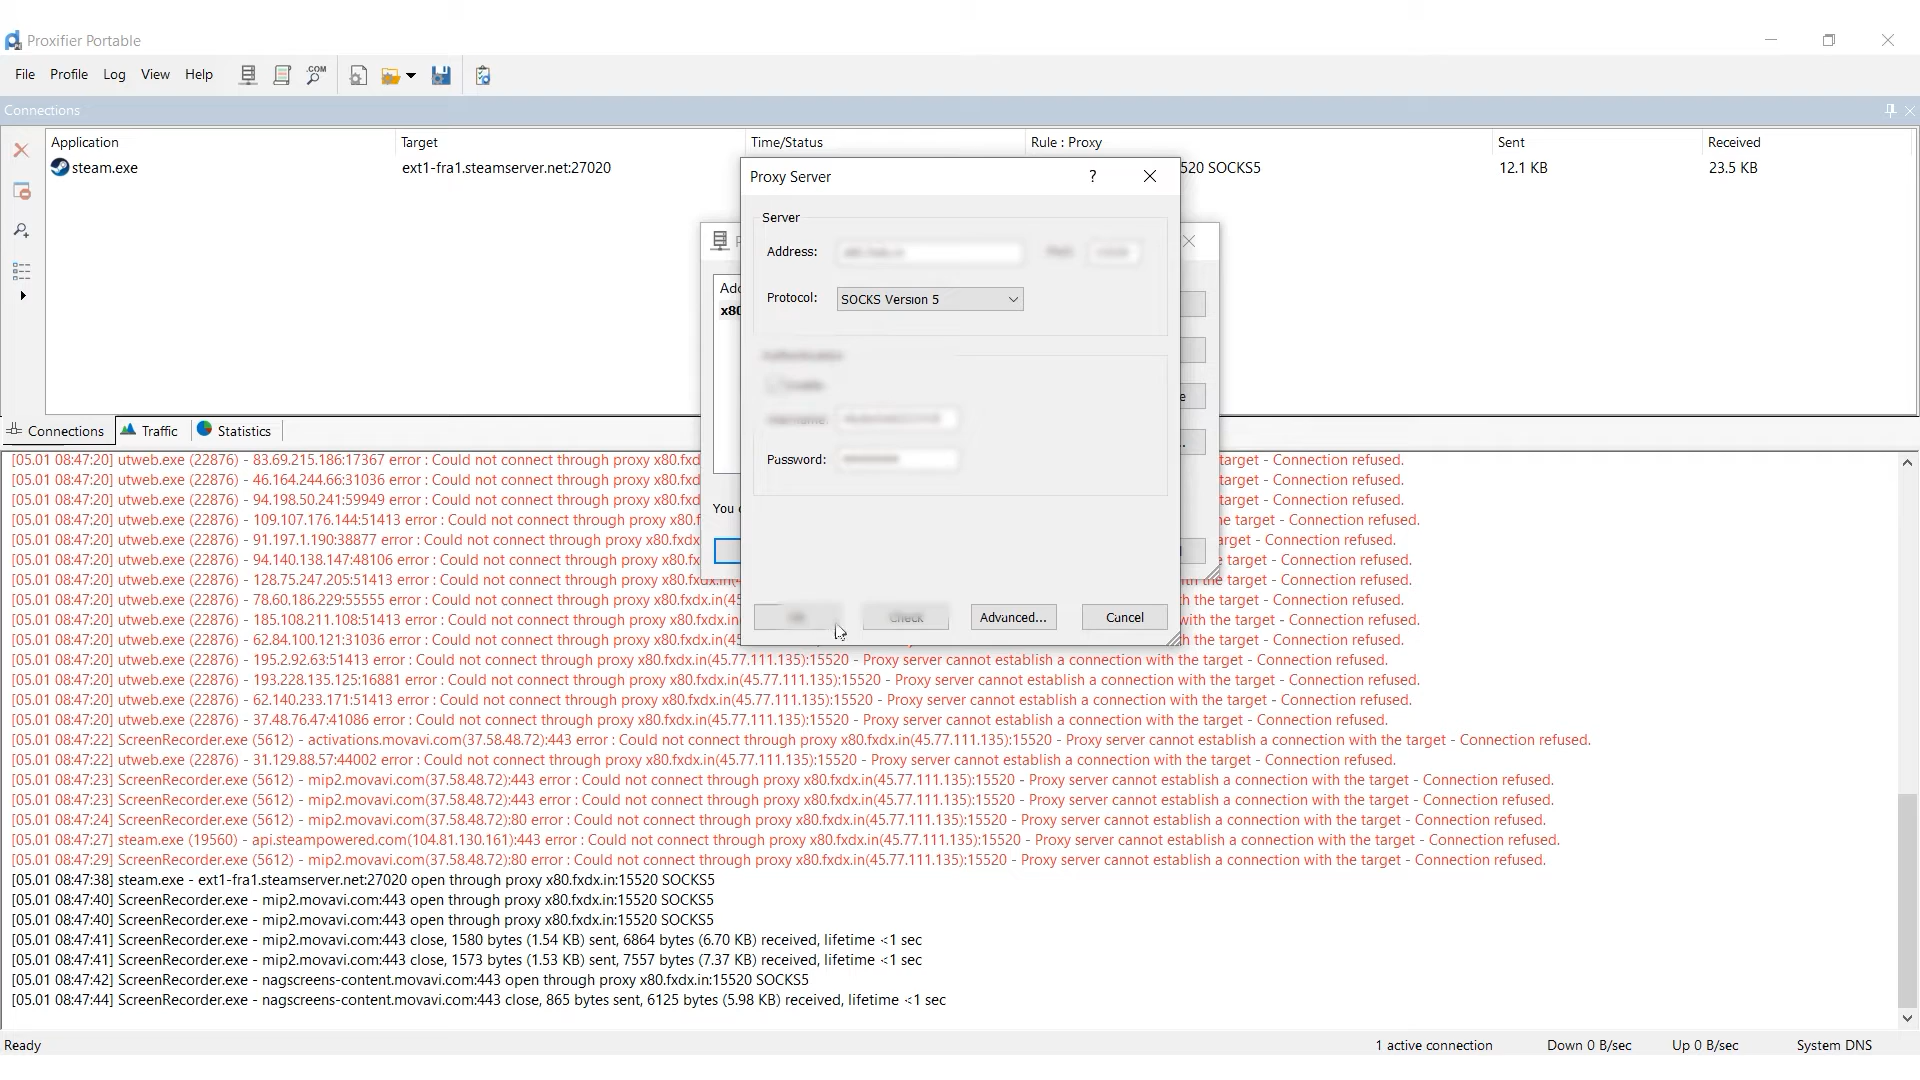 Proxifier Portable
File Profile Log View Help
Connections
Application Target Time/Status Rule : Proxy Sent Received
steam.exe ext1-fra1.steamserver.net:27020 520 SOCKS5 12.1 KB 23.5 KB
Proxy Server ?
Server
Address:
Protocol: SOCKS Version 5
x80
Password:
You
Check Advanced... Cancel
Connections Traffic Statistics
[05.01 08:47:20] utweb.exe (22876) - 83.69.215.186:17367 error : Could not connect through proxy x80.fxd target - Connection refused.
[05.01 08:47:20] utweb.exe (22876) - 46.164.244.66:31036 error : Could not connect through proxy x80.fxd target - Connection refused.
[05.01 08:47:20] utweb.exe (22876) - 94.198.50.241:59949 error : Could not connect through proxy x80.fxd target - Connection refused.
[05.01 08:47:20] utweb.exe (22876) - 109.107.176.144:51413 error : Could not connect through proxy x80.f he target - Connection refused.
[05.01 08:47:20] utweb.exe (22876) - 91.197.1.190:38877 error : Could not connect through proxy x80.fxdx arget - Connection refused.
[05.01 08:47:20] utweb.exe (22876) - 94.140.138.147:48106 error : Could not connect through proxy x80.fx e target - Connection refused.
[05.01 08:47:20] utweb.exe (22876) - 128.75.247.205:51413 error : Could not connect through proxy x80.fxdx.in( the target - Connection refused.
[05.01 08:47:20] utweb.exe (22876) - 78.60.186.229:55555 error : Could not connect through proxy x80.fxdx.in(45 h the target - Connection refused.
[05.01 08:47:20] utweb.exe (22876) - 185.108.211.108:51413 error : Could not connect through proxy x80.fxdx.in( with the target - Connection refused.
[05.01 08:47:20] utweb.exe (22876) - 62.84.100.121:31036 error : Could not connect through proxy x80.fxdx.in(45 th the target - Connection refused.
[05.01 08:47:20] utweb.exe (22876) - 195.2.92.63:51413 error : Could not connect through proxy x80.fxdx.in(45.77.111.135):15520 - Proxy server cannot establish a connection with the target - Connection refused.
[05.01 08:47:20] utweb.exe (22876) - 193.228.135.125:16881 error : Could not connect through proxy x80.fxdx.in(45.77.111.135):15520 - Proxy server cannot establish a connection with the target - Connection refused.
[05.01 08:47:20] utweb.exe (22876) - 62.140.233.171:51413 error : Could not connect through proxy x80.fxdx.in(45.77.111.135):15520 - Proxy server cannot establish a connection with the target - Connection refused.
[05.01 08:47:20] utweb.exe (22876) - 37.48.76.47:41086 error : Could not connect through proxy x80.fxdx.in(45.77.111.135):15520 - Proxy server cannot establish a connection with the target - Connection refused.
[05.01 08:47:22] ScreenRecorder.exe (5612) - activations.movavi.com(37.58.48.72):443 error : Could not connect through proxy x80.fxdx.in(45.77.111.135):15520 - Proxy server cannot establish a connection with the target - Connection refused.
[05.01 08:47:22] utweb.exe (22876) - 31.129.88.57:44002 error : Could not connect through proxy x80.fxdx.in(45.77.111.135):15520 - Proxy server cannot establish a connection with the target - Connection refused.
[05.01 08:47:23] ScreenRecorder.exe (5612) - mip2.movavi.com(37.58.48.72):443 error : Could not connect through proxy x80.fxdx.in(45.77.111.135):15520 - Proxy server cannot establish a connection with the target - Connection refused.
[05.01 08:47:23] ScreenRecorder.exe (5612) - mip2.movavi.com(37.58.48.72):443 error : Could not connect through proxy x80.fxdx.in(45.77.111.135):15520 - Proxy server cannot establish a connection with the target - Connection refused.
[05.01 08:47:24] ScreenRecorder.exe (5612) - mip2.movavi.com(37.58.48.72):80 error : Could not connect through proxy x80.fxdx.in(45.77.111.135):15520 - Proxy server cannot establish a connection with the target - Connection refused.
[05.01 08:47:27] steam.exe (19560) - api.steampowered.com(104.81.130.161):443 error : Could not connect through proxy x80.fxdx.in(45.77.111.135):15520 - Proxy server cannot establish a connection with the target - Connection refused.
[05.01 08:47:29] ScreenRecorder.exe (5612) - mip2.movavi.com(37.58.48.72):80 error : Could not connect through proxy x80.fxdx.in(45.77.111.135):15520 - Proxy server cannot establish a connection with the target - Connection refused.
[05.01 08:47:38] steam.exe - ext1-fra1.steamserver.net:27020 open through proxy x80.fxdx.in:15520 SOCKS5
[05.01 08:47:40] ScreenRecorder.exe - mip2.movavi.com:443 open through proxy x80.fxdx.in:15520 SOCKS5
[05.01 08:47:40] ScreenRecorder.exe - mip2.movavi.com:443 open through proxy x80.fxdx.in:15520 SOCKS5
[05.01 08:47:41] ScreenRecorder.exe - mip2.movavi.com:443 close, 1580 bytes (1.54 KB) sent, 6864 bytes (6.70 KB) received, lifetime <1 sec
[05.01 08:47:41] ScreenRecorder.exe - mip2.movavi.com:443 close, 1573 bytes (1.53 KB) sent, 7557 bytes (7.37 KB) received, lifetime <1 sec
[05.01 08:47:42] ScreenRecorder.exe - nagscreens-content.movavi.com:443 open through proxy x80.fxdx.in:15520 SOCKS5
[05.01 08:47:44] ScreenRecorder.exe - nagscreens-content.movavi.com:443 close, 865 bytes sent, 6125 bytes (5.98 KB) received, lifetime <1 sec
Ready 1 active connection Down 0 B/sec Up 0 B/sec System DNS